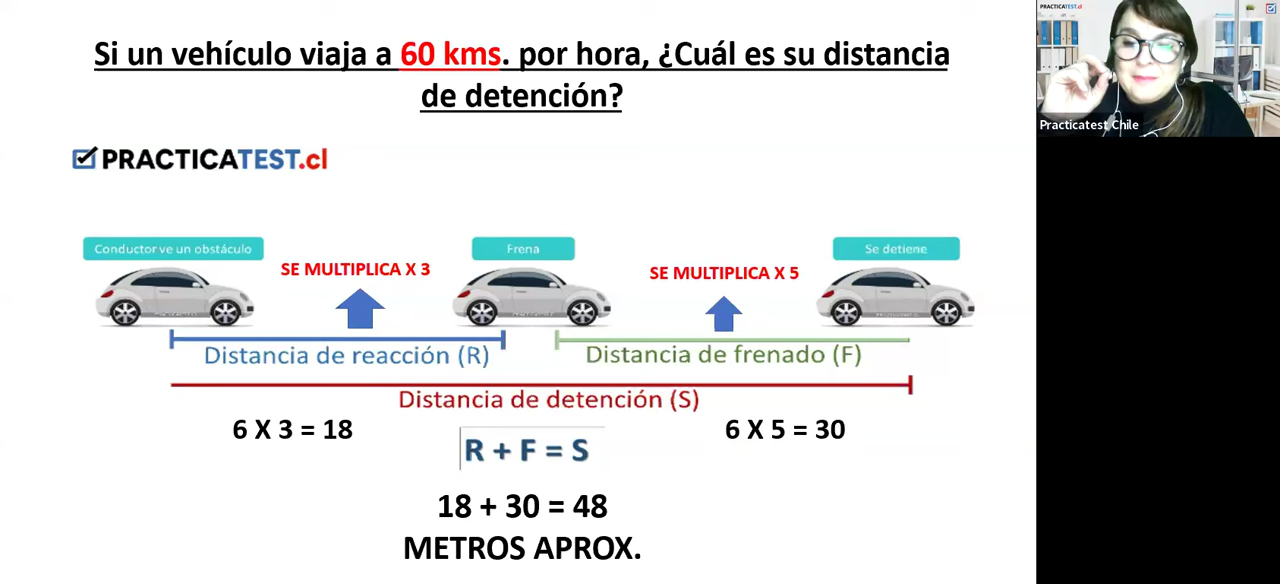 Si un vehículo viaja a 60 kms. por hora, ¿Cuál es su distancia
de detención?
PRACTICATEST.cl
PRACTICATEST.cl
Practicatest Chile
Conductor ve un obstáculo
Frena
Se detiene
SE MULTIPLICA X 3
SE MULTIPLICA X 5
Distancia de reacción (R)
Distancia de frenado (F)
Distancia de detención (S)
6 X 3 = 18
6 X 5 = 30
R + F = S
18 + 30 = 48
METROS APROX.